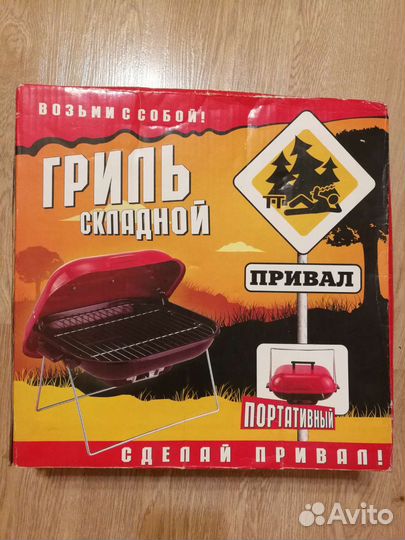 ВОЗЬМИ С СОБОЙ!
ГРИЛЬ
СКЛАДНОЙ
ПРИВАЛ
ПОРТАТИВНЫЙ
СДЕЛАЙ ПРИВАЛ!
Avito